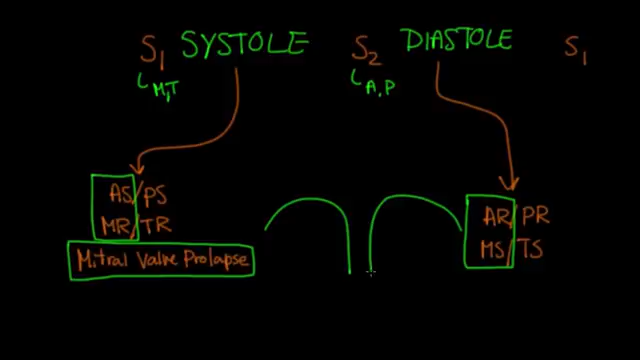 S1 SYSTOLE S2 DIASTOLE S1
M,T A,P
AS/PS AR/PR
MR/TR MS/TS
Mitral Valve Prolapse